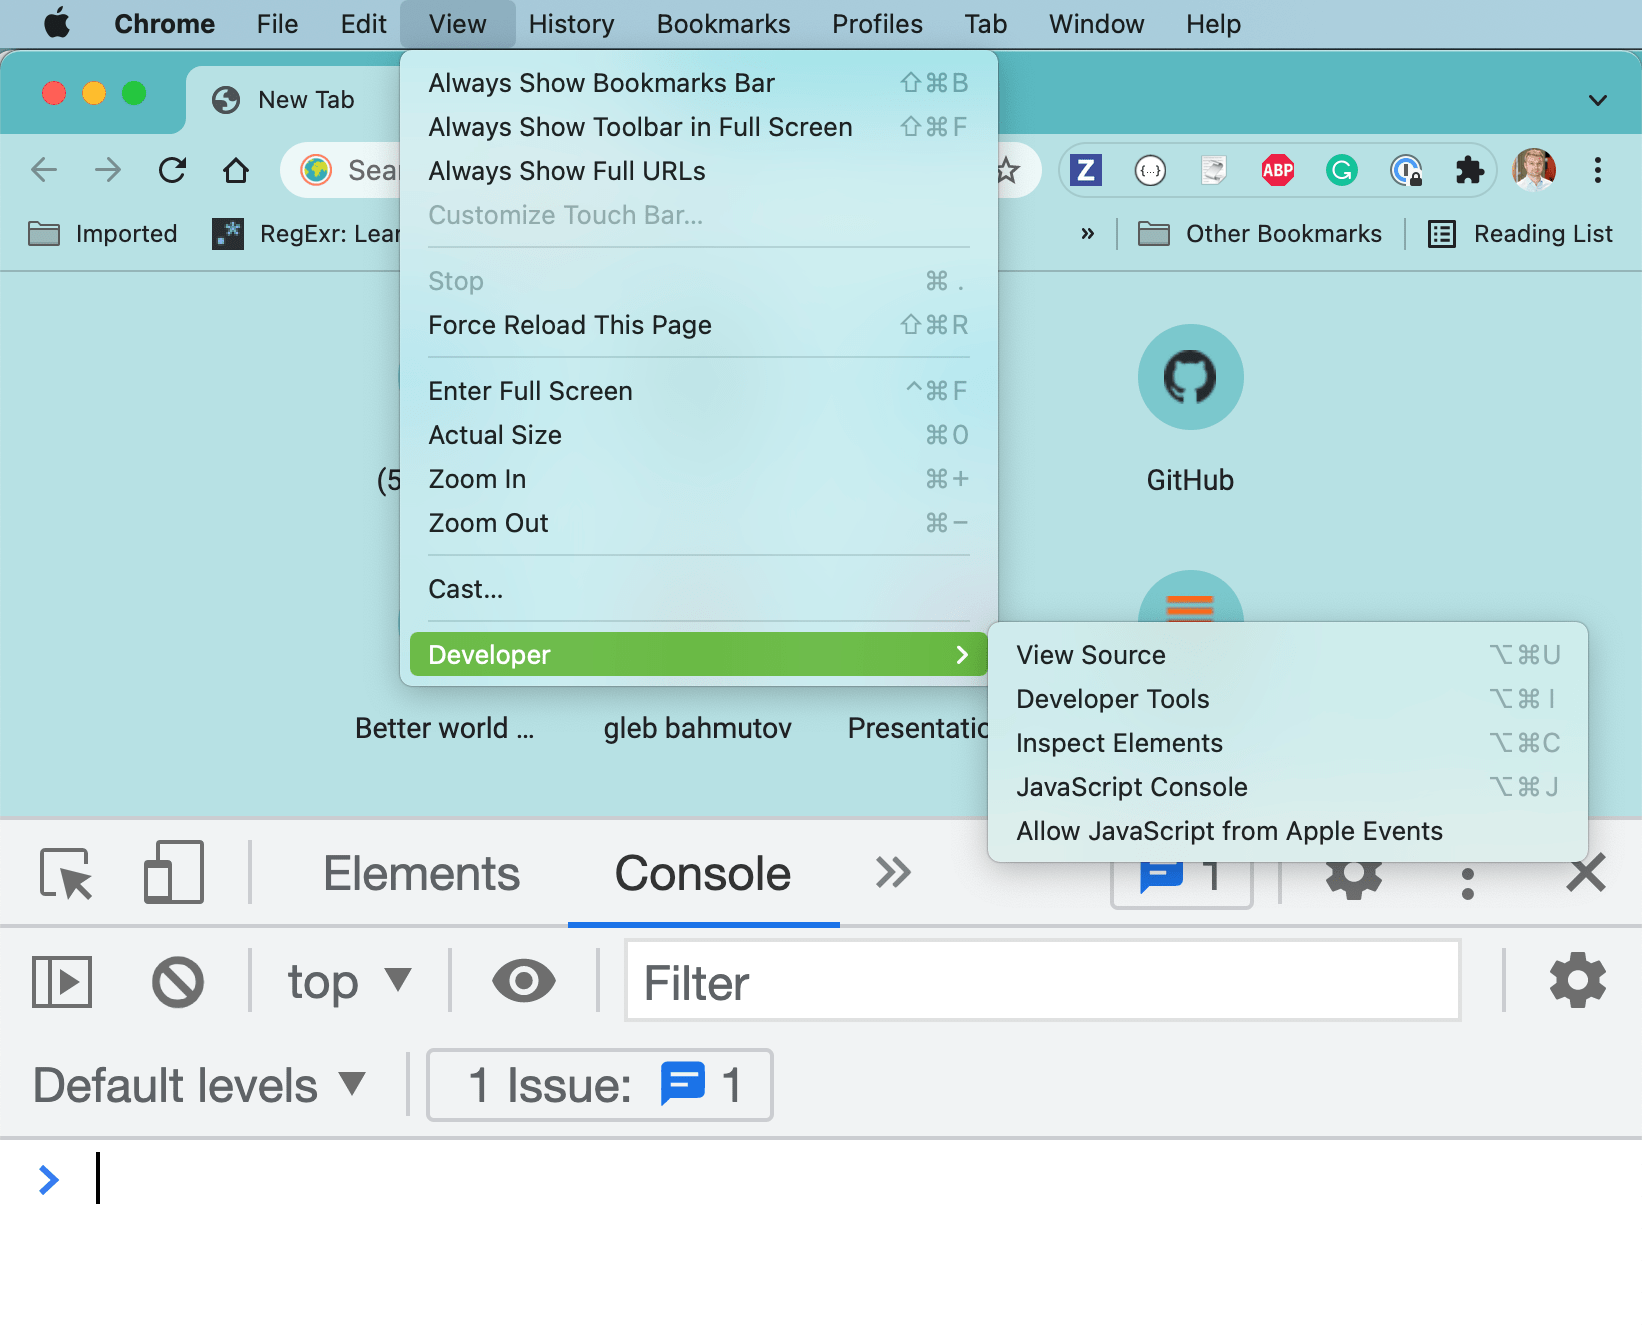 Chrome File Edit View History Bookmarks Profiles Tab Window Help
New Tab
Always Show Bookmarks Bar ⇧⌘B
Always Show Toolbar in Full Screen ⇧⌘F
Always Show Full URLs
Customize Touch Bar...
Stop ⌘ .
Force Reload This Page ⇧⌘R
Enter Full Screen ^⌘F
Actual Size ⌘0
Zoom In ⌘+
Zoom Out ⌘−
Cast...
Developer
View Source ⌥⌘U
Developer Tools ⌥⌘I
Inspect Elements ⌥⌘C
JavaScript Console ⌥⌘J
Allow JavaScript from Apple Events
Sear
Z {...} ABP G
Imported RegExr: Lear » Other Bookmarks Reading List
(5 GitHub
Better world ... gleb bahmutov Presentatio
Elements Console » 1
top ▼ Filter
Default levels ▼ 1 Issue: 1
>